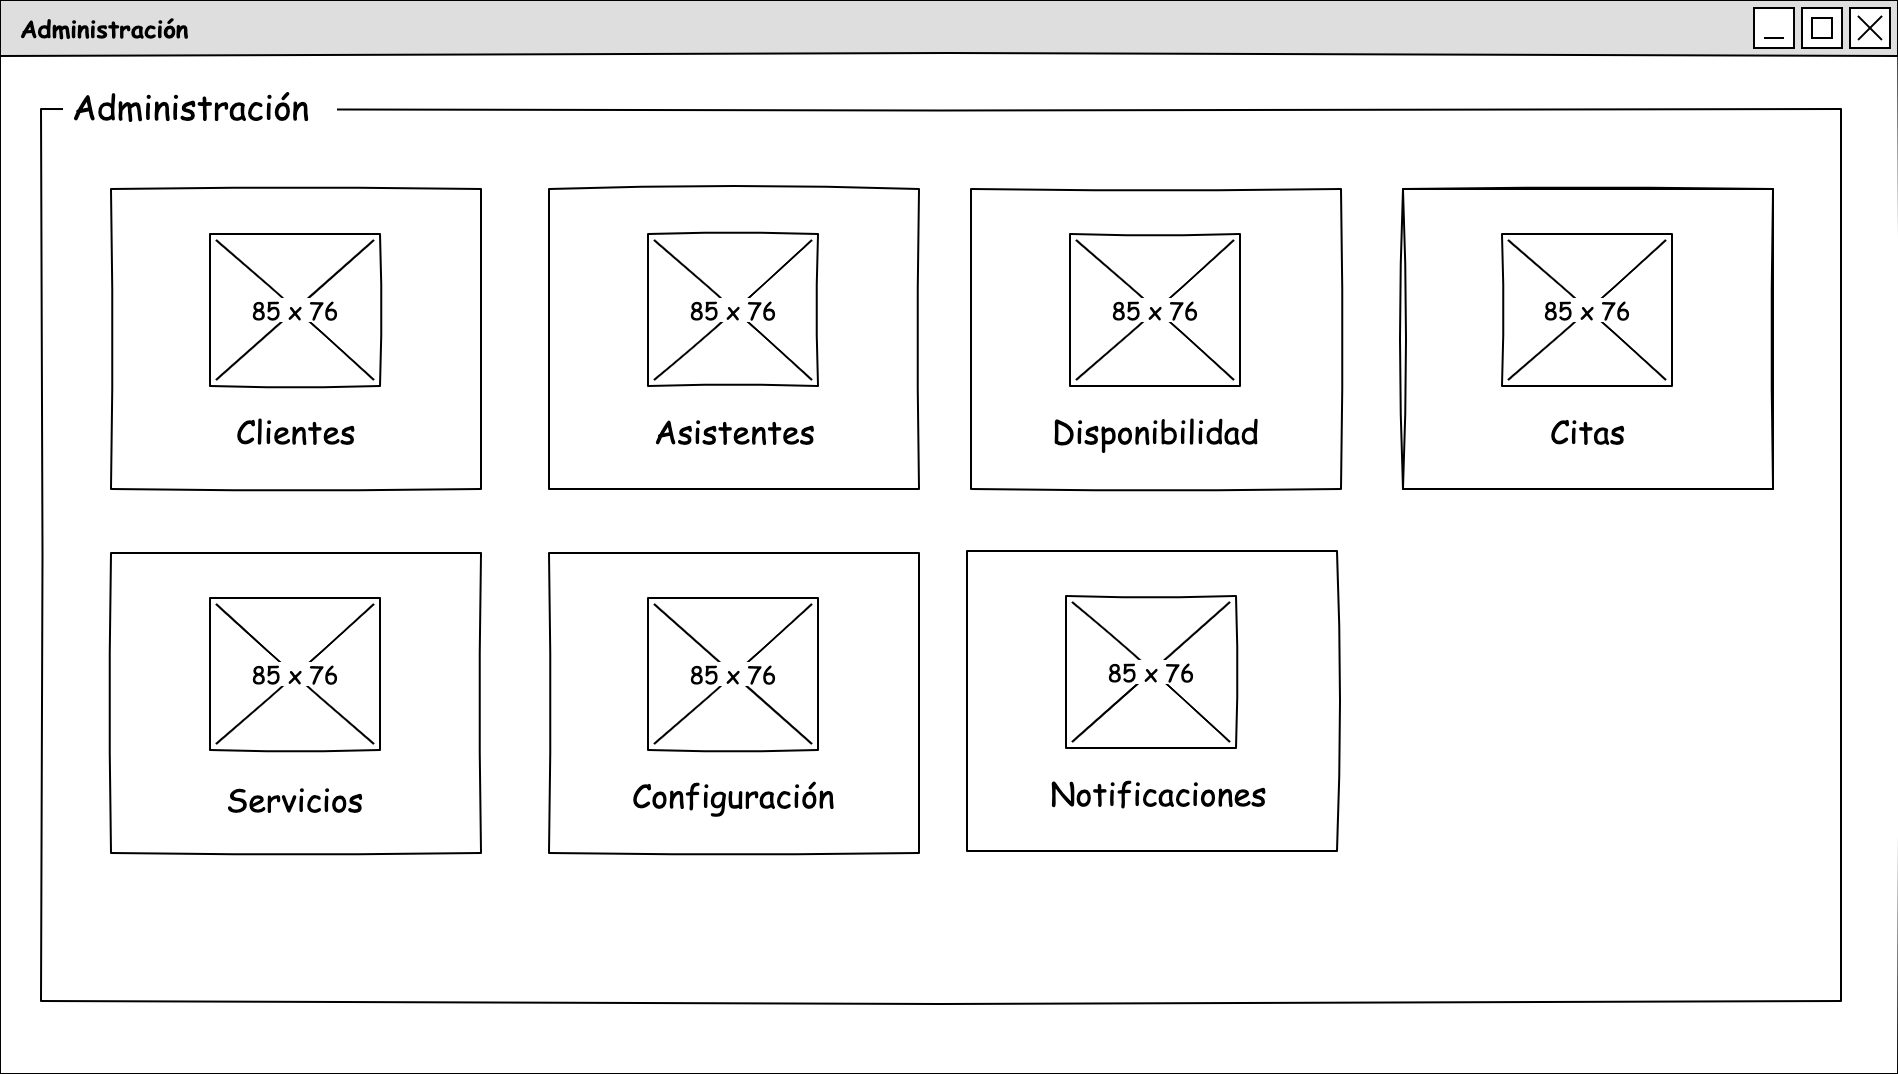 Administración
Administración
85 x 76
85 x 76
85 x 76
85 x 76
Clientes
Asistentes
Disponibilidad
Citas
85 x 76
85 x 76
85 x 76
Servicios
Configuración
Notificaciones